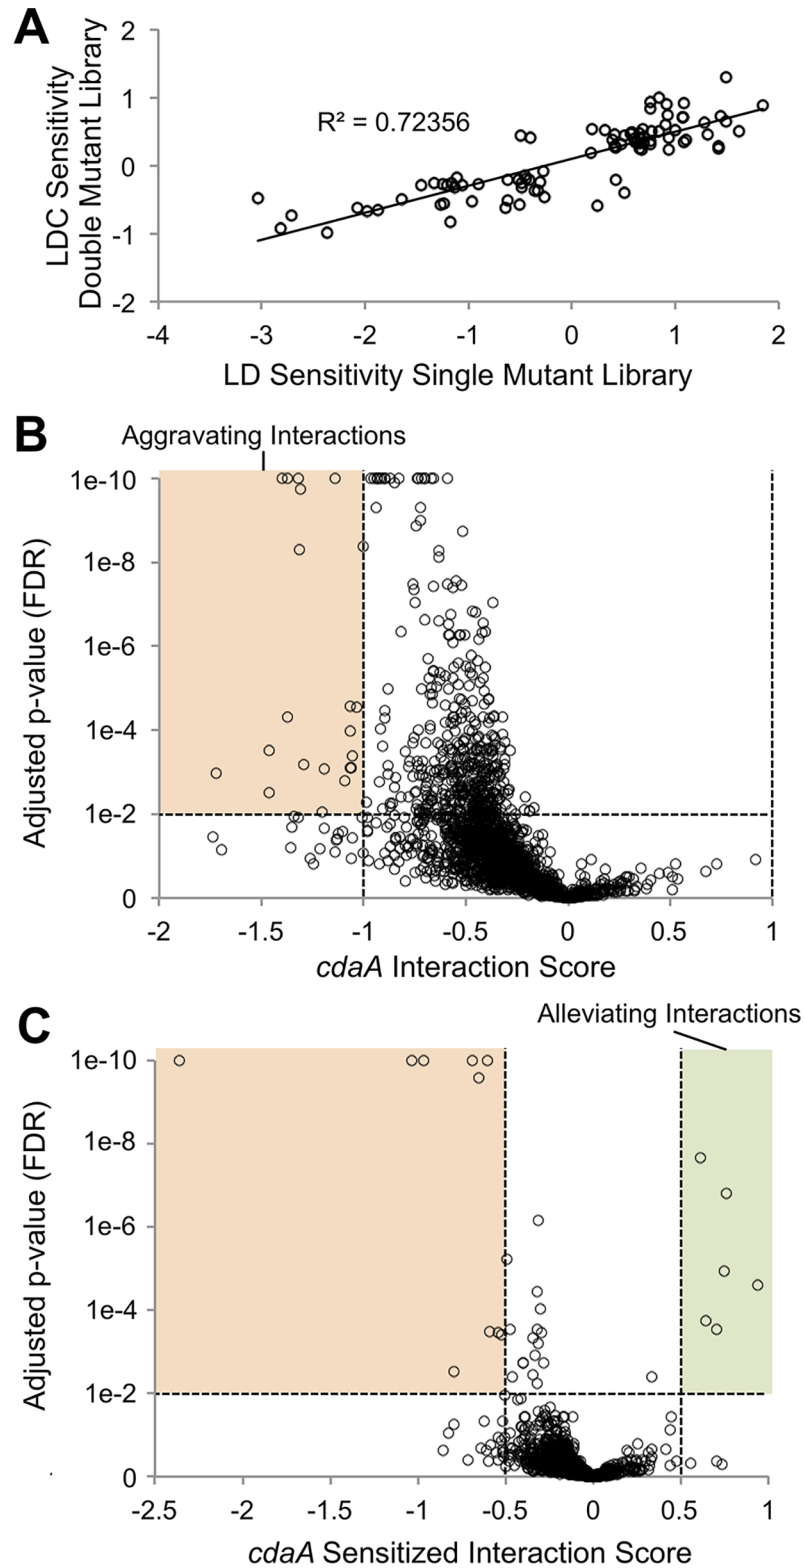 A
LDC Sensitivity
Double Mutant Library
2
1
0
-1
-2
R² = 0.72356
-4 -3 -2 -1 0 1 2
LD Sensitivity Single Mutant Library
B
Aggravating Interactions
Adjusted p-value (FDR)
1e-10
1e-8
1e-6
1e-4
1e-2
0
-2 -1.5 -1 -0.5 0 0.5 1
cdaA Interaction Score
C
Alleviating Interactions
Adjusted p-value (FDR)
1e-10
1e-8
1e-6
1e-4
1e-2
0
-2.5 -2 -1.5 -1 -0.5 0 0.5 1
cdaA Sensitized Interaction Score